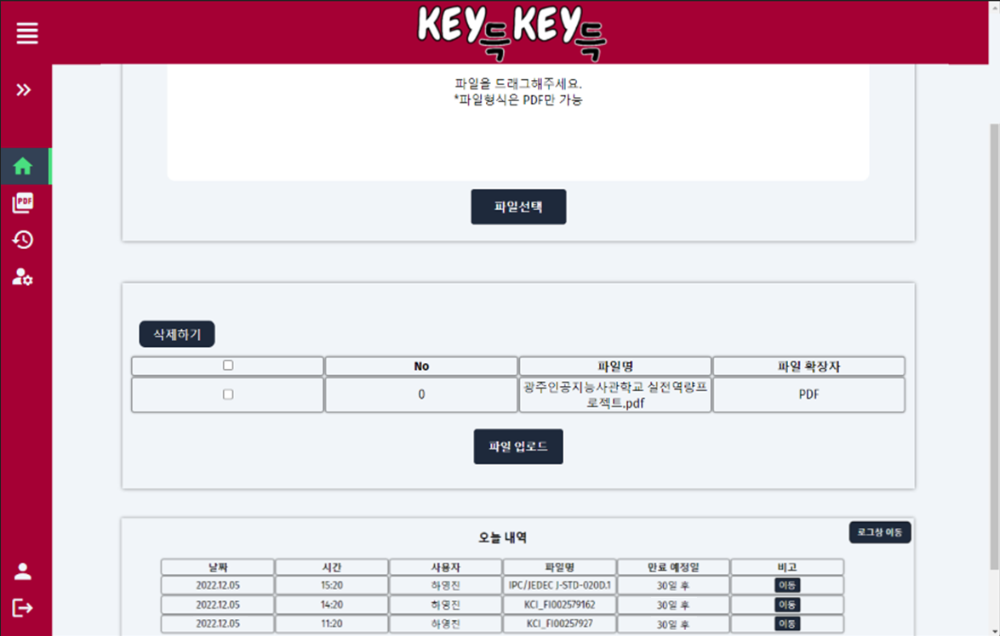 KEY득KEY득
파일을 드래그해주세요.
*파일형식은 PDF만 가능
파일선택
PDF
삭제하기
No 파일명 파일 확장자
0 광주인공지능사관학교 실전역량프
로젝트.pdf PDF
파일 업로드
오늘 내역
로그창 이동
날짜 시간 사용자 파일명 만료 예정일 비고
2022.12.05 15:20 하영진 IPC/JEDEC J-STD-020D.1 30일 후 이동
2022.12.05 14:20 하영진 KCI_FI002579162 30일 후 이동
2022.12.05 11:20 하영진 KCI_FI00257927 30일 후 이동